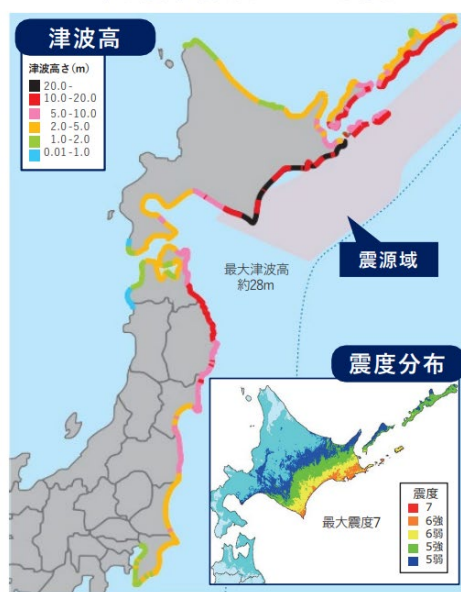 津波高
津波高さ(m)
20.0-
10.0-20.0
5.0-10.0
2.0-5.0
1.0-2.0
0.01-1.0
最大津波高
約28m
震源域
震度分布
最大震度7
震度
7
6強
6弱
5強
5弱